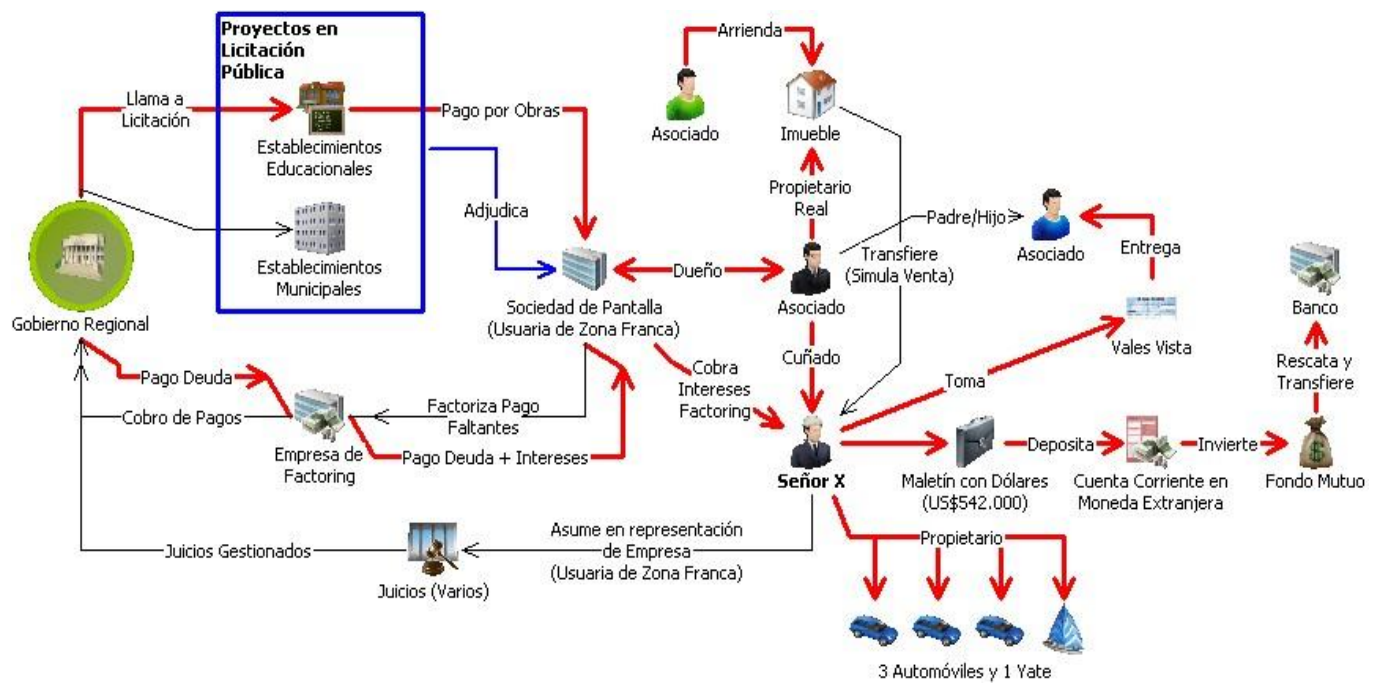 Proyectos en
Licitación
Pública
Llama a
Licitación
Establecimientos
Educacionales
Pago por Obras
Adjudica
Establecimientos
Municipales
Gobierno Regional
Sociedad de Pantalla
(Usuaria de Zona Franca)
Dueño
Arrienda
Asociado
Imueble
Propietario
Real
Padre/Hijo
Asociado
Transfiere
(Simula Venta)
Asociado
Entrega
Vales Vista
Banco
Rescata y
Transfiere
Pago Deuda
Cobro de Pagos
Empresa de
Factoring
Factoriza Pago
Faltantes
Pago Deuda + Intereses
Cobra
Intereses
Factoring
Cuñado
Toma
Señor X
Maletín con Dólares
(US$542.000)
Deposita
Cuenta Corriente en
Moneda Extranjera
Invierte
Fondo Mutuo
Asume en representación
de Empresa
(Usuaria de Zona Franca)
Juicios Gestionados
Juicios (Varios)
Propietario
3 Automóviles y 1 Yate